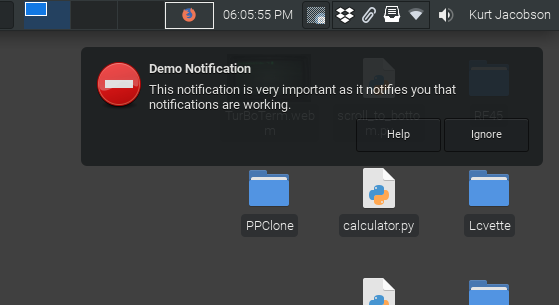 06:05:55 PM
Kurt Jacobson
Demo Notification
This notification is very important as it notifies you that
notifications are working.
TurBoTerm.web
m
scroll_to_botto
RF45
Help
Ignore
PPClone
calculator.py
Lcvette